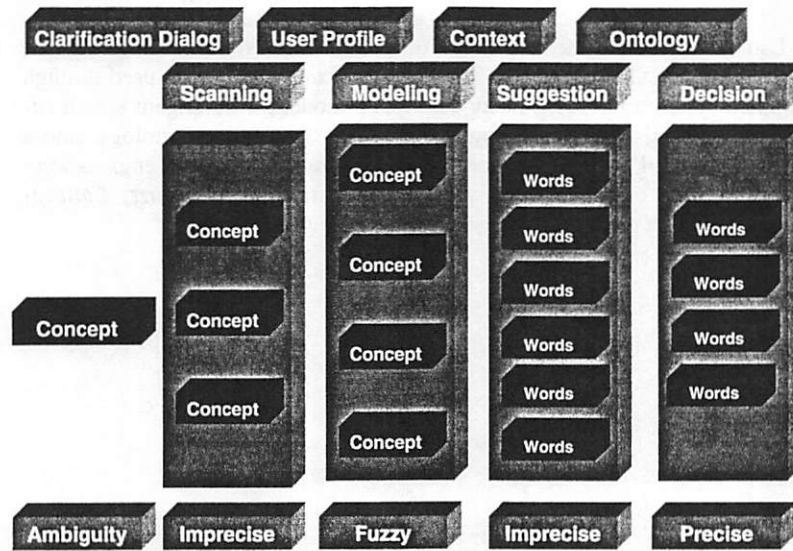 Clarification Dialog User Profile Context Ontology
Scanning Modeling Suggestion Decision
Concept Words
Concept Words Words
Concept Words Words
Concept Concept Words Words
Concept Words Words
Concept Words
Concept Words
Ambiguity Imprecise Fuzzy Imprecise Precise